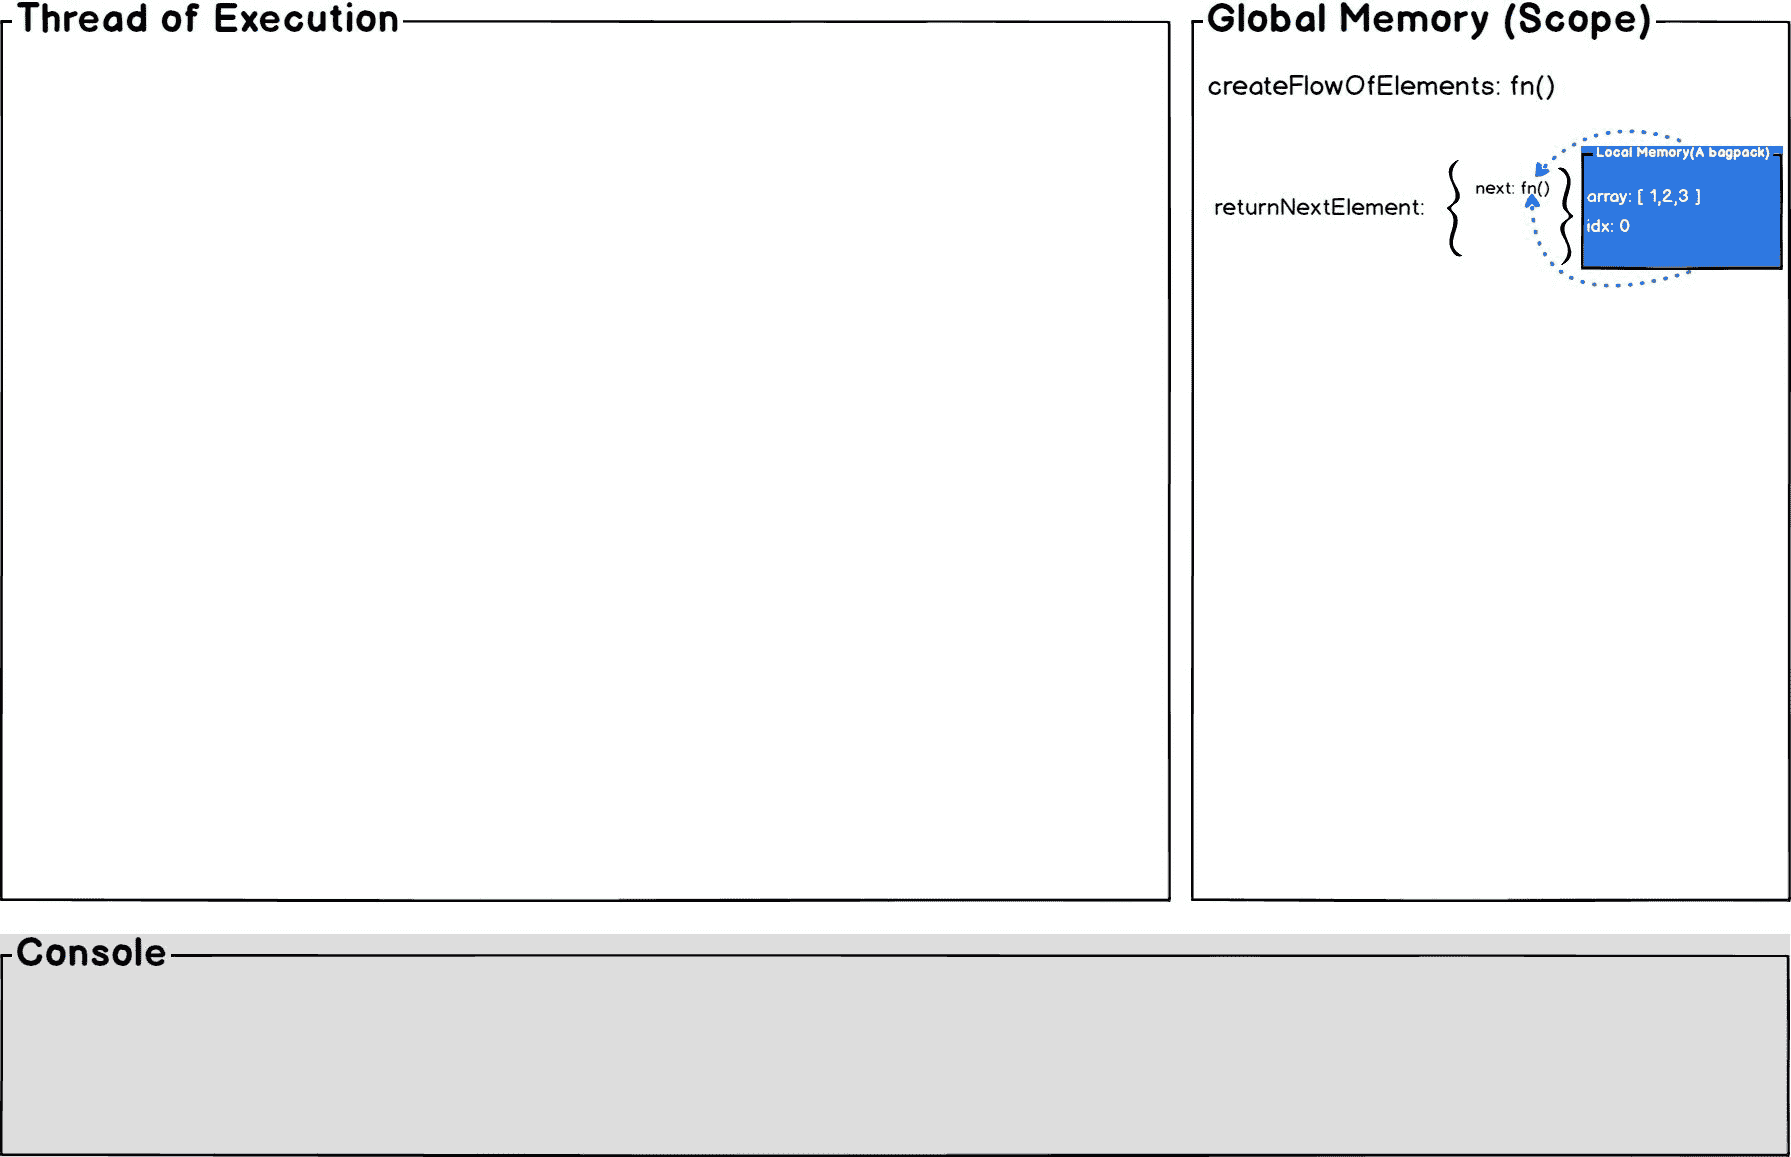 Thread of Execution
Global Memory (Scope)
createFlowOfElements: fn()
Local Memory(A bagpack)
returnNextElement: { next: fn() }
array: [ 1,2,3 ]
idx: 0
Console